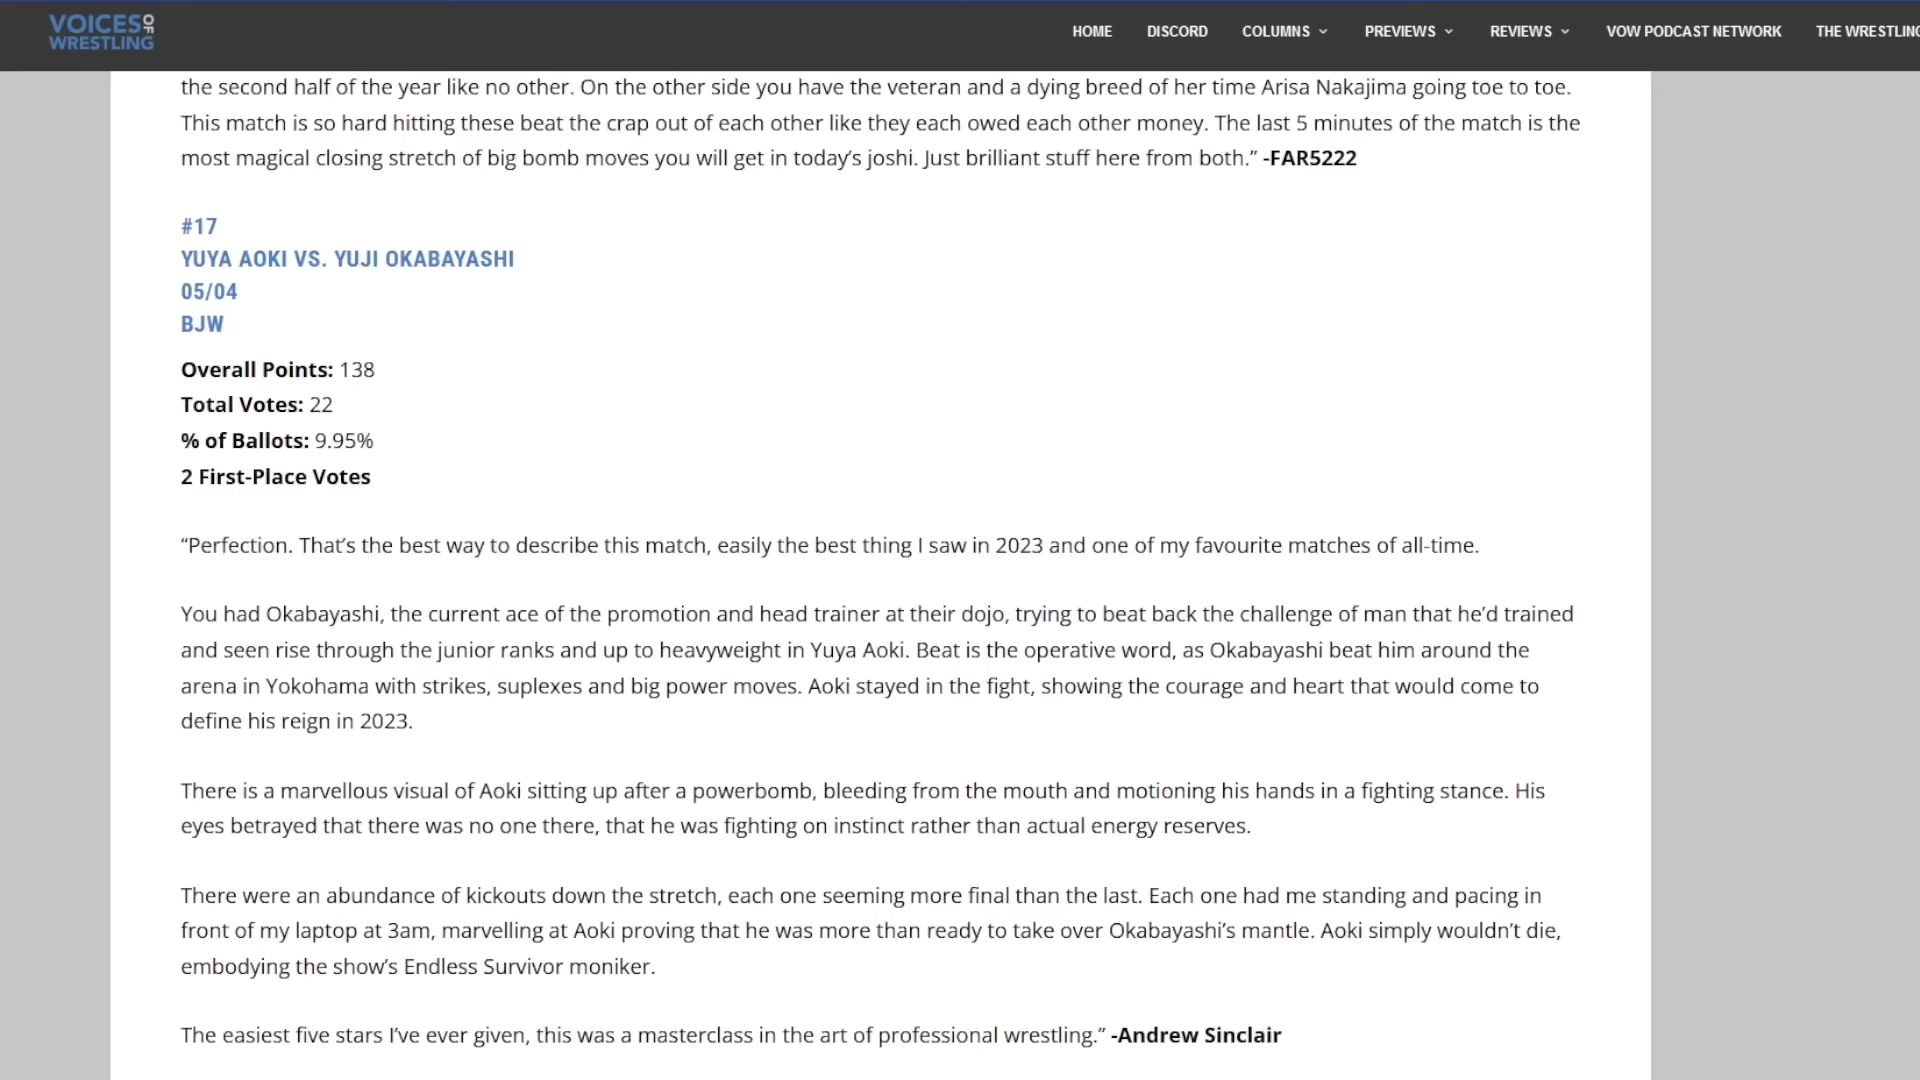 VOICES OF WRESTLING
HOME DISCORD COLUMNS PREVIEWS REVIEWS VOW PODCAST NETWORK THE WRESTLING
the second half of the year like no other. On the other side you have the veteran and a dying breed of her time Arisa Nakajima going toe to toe.
This match is so hard hitting these beat the crap out of each other like they each owed each other money. The last 5 minutes of the match is the
most magical closing stretch of big bomb moves you will get in today’s joshi. Just brilliant stuff here from both.” -FAR5222
#17
YUYA AOKI VS. YUJI OKABAYASHI
05/04
BJW
Overall Points: 138
Total Votes: 22
% of Ballots: 9.95%
2 First-Place Votes
“Perfection. That’s the best way to describe this match, easily the best thing I saw in 2023 and one of my favourite matches of all-time.
You had Okabayashi, the current ace of the promotion and head trainer at their dojo, trying to beat back the challenge of man that he’d trained
and seen rise through the junior ranks and up to heavyweight in Yuya Aoki. Beat is the operative word, as Okabayashi beat him around the
arena in Yokohama with strikes, suplexes and big power moves. Aoki stayed in the fight, showing the courage and heart that would come to
define his reign in 2023.
There is a marvellous visual of Aoki sitting up after a powerbomb, bleeding from the mouth and motioning his hands in a fighting stance. His
eyes betrayed that there was no one there, that he was fighting on instinct rather than actual energy reserves.
There were an abundance of kickouts down the stretch, each one seeming more final than the last. Each one had me standing and pacing in
front of my laptop at 3am, marvelling at Aoki proving that he was more than ready to take over Okabayashi’s mantle. Aoki simply wouldn’t die,
embodying the show’s Endless Survivor moniker.
The easiest five stars I’ve ever given, this was a masterclass in the art of professional wrestling.” -Andrew Sinclair